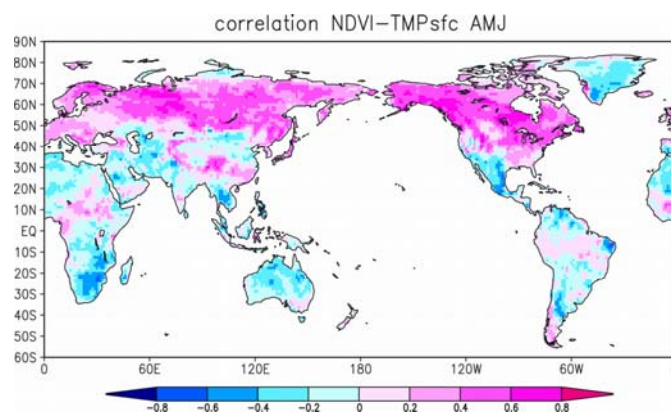 correlation NDVI-TMPsfc AMJ
90N
80N
70N
60N
50N
40N
30N
20N
10N
EQ
10S
20S
30S
40S
50S
60S
0 60E 120E 180 120W 60W 0
-0.8 -0.6 -0.4 -0.2 0 0.2 0.4 0.6 0.8